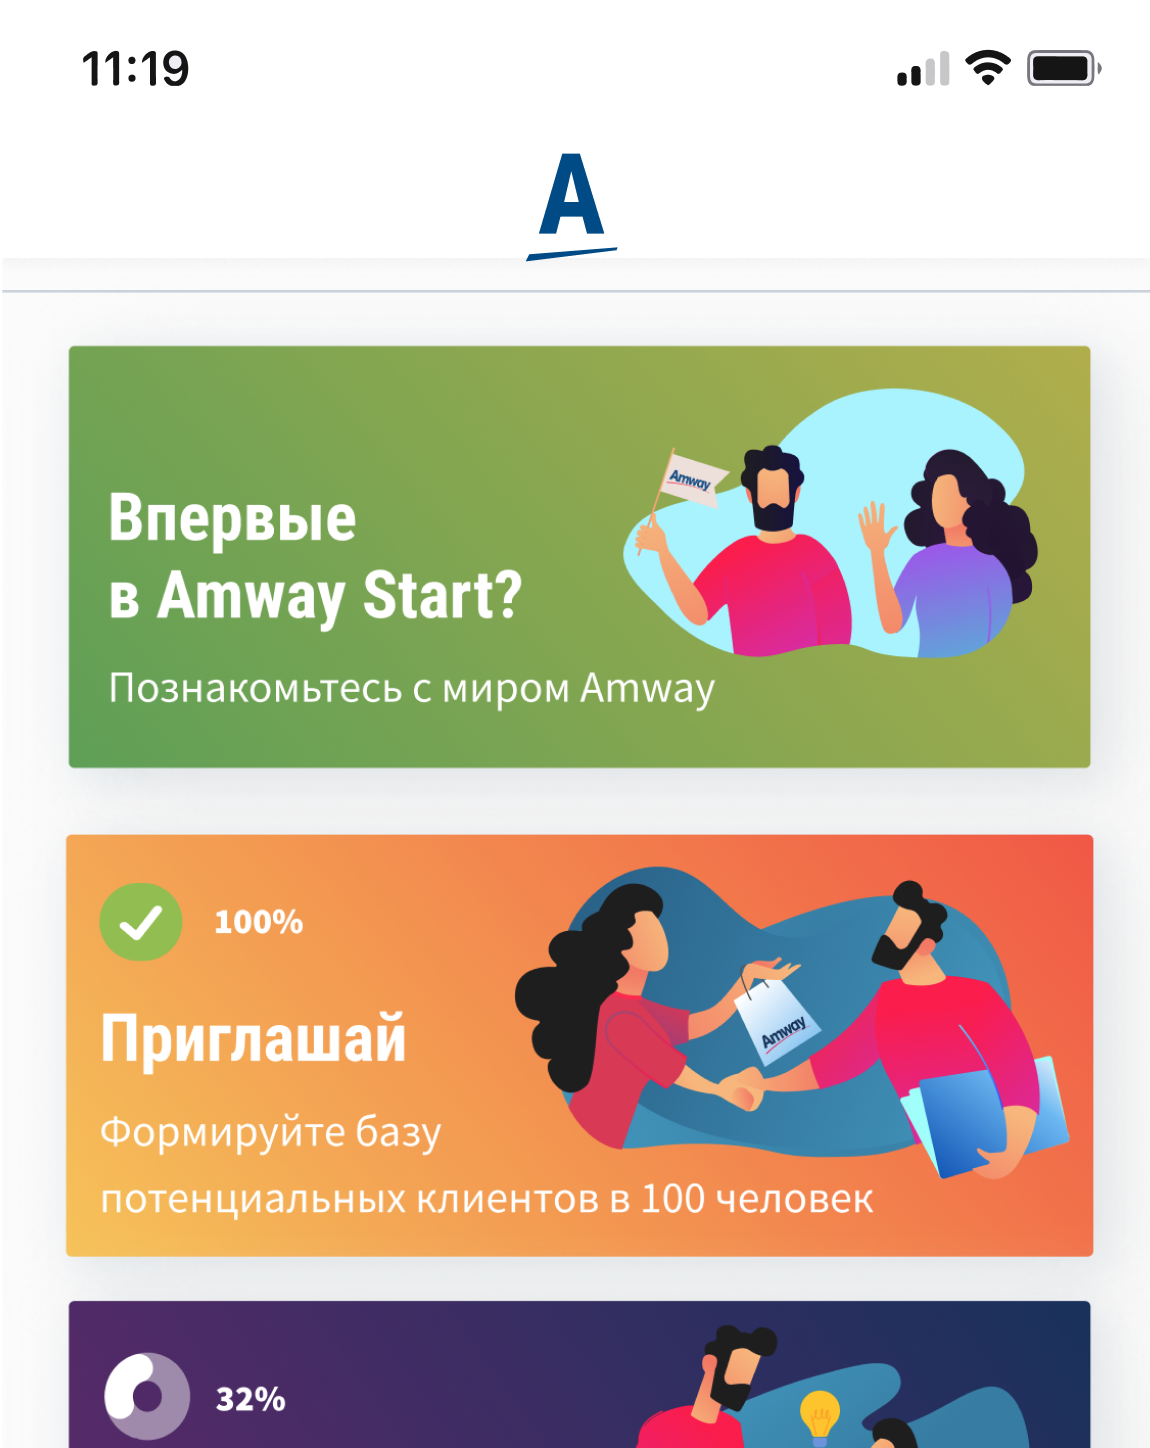 11:19
A
Впервые
в Amway Start?
Познакомьтесь с миром Amway
Amway
100%
Приглашай
Формируйте базу
потенциальных клиентов в 100 человек
Amway
32%